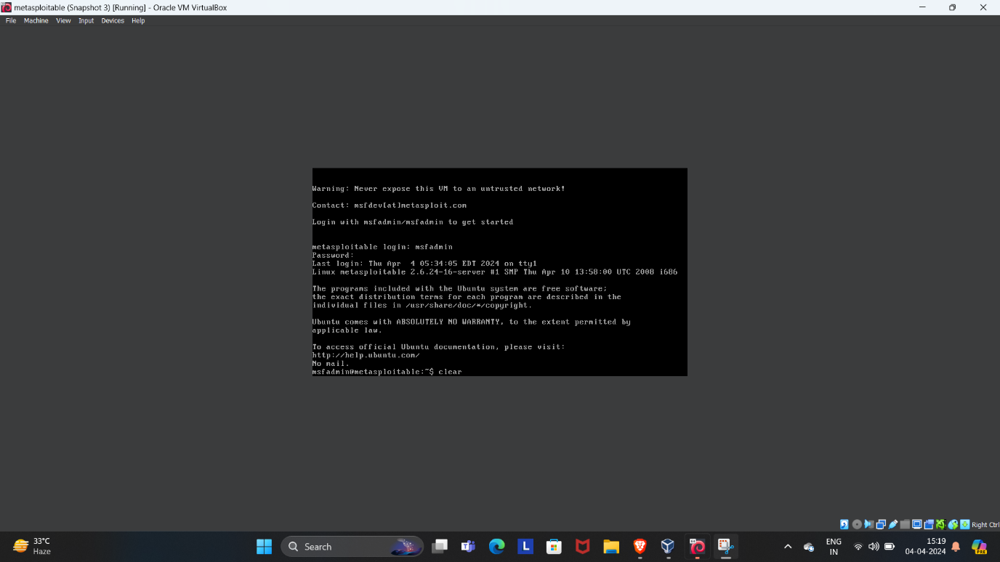 metasploitable (Snapshot 3) [Running] - Oracle VM VirtualBox
File Machine View Input Devices Help
Warning: Never expose this VM to an untrusted network!
Contact: msfdev[at]metasploit.com
Login with msfadmin/msfadmin to get started
metasploitable login: msfadmin
Password:
Last login: Thu Apr  4 05:34:05 EDT 2024 on tty1
Linux metasploitable 2.6.24-16-server #1 SMP Thu Apr 10 13:58:00 UTC 2008 i686
The programs included with the Ubuntu system are free software;
the exact distribution terms for each program are described in the
individual files in /usr/share/doc/*/copyright.
Ubuntu comes with ABSOLUTELY NO WARRANTY, to the extent permitted by
applicable law.
To access official Ubuntu documentation, please visit:
http://help.ubuntu.com/
No mail.
msfadmin@metasploitable:~$ clear
Right Ctrl
33°C
Haze
Search
L
ENG
IN
15:19
04-04-2024
PRE